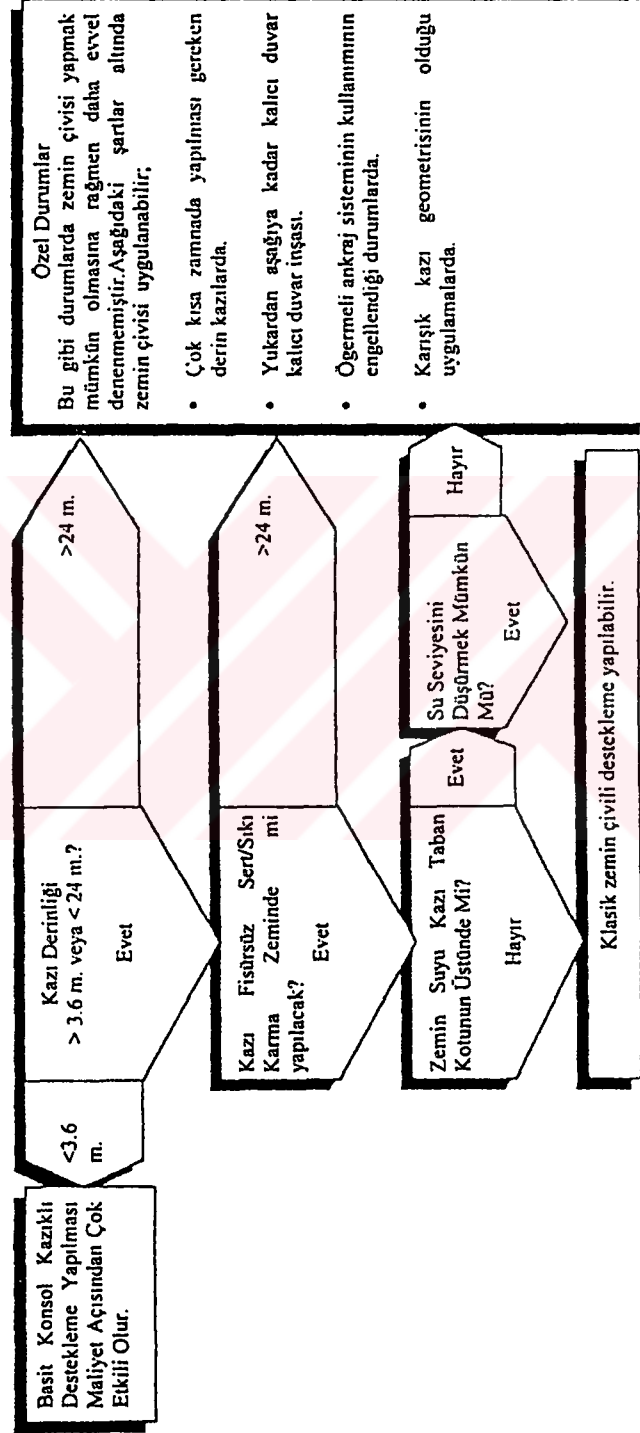 Basit Konsol Kazıklı
Destekleme Yapılması
Maliyet Açısından Çok
Etkili Olur.
<3.6
m.
Kazı Derinliği
> 3.6 m. veya < 24 m.?
Evet
>24 m.
Kazı Fisürsüz Sert/Sıkı
Karma Zeminde mi
yapılacak?
Evet
>24 m.
Zemin Suyu Kazı Taban
Kotunun Üstünde Mi?
Hayır
Evet
Su Seviyesini
Düşürmek Mümkün
Mü?
Evet
Hayır
Klasik zemin çivili destekleme yapılabilir.
Özel Durumlar
Bu gibi durumlarda zemin çivisi yapmak
mümkün olmasına rağmen daha evvel
denenmemiştir.Aşağıdaki şartlar altında
zemin çivisi uygulanabilir;
• Çok kısa zamnada yapılması gereken
derin kazılarda.
• Yukardan aşağıya kadar kalıcı duvar
kalıcı duvar inşası.
• Ögermeli ankraj sisteminin kullanımının
engellendiği durumlarda.
• Karışık kazı geometrisinin olduğu
uygulamalarda.